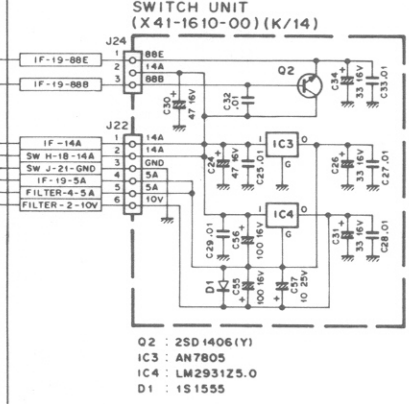 SWITCH UNIT
(X41-1610-00)(K/14)
J24
IF-19-88E 1 88E
2 14A
IF-19-88B 3 88B
Q2
C30 + 47 16V
C32 .01
C34 + 33 16V
C33 .01
J22
IF-14A 1 14A
SW H-18-14A 2 14A
SW J-21-GND 3 GND
IF-19-5A 4 5A
FILTER-4-5A 5 5A
FILTER-2-10V 6 10V
C24 + 47 16V
C25 .01
I IC3 O
G
C26 + 33 16V
C27 .01
C29 .01
C56 + 100 16V
I IC4 O
G
C31 + 33 16V
C28 .01
D1
C55 + 100 16V
C57 + 10 25V
Q2 : 2SD1406(Y)
IC3 : AN7805
IC4 : LM2931Z5.0
D1 : 1S1555